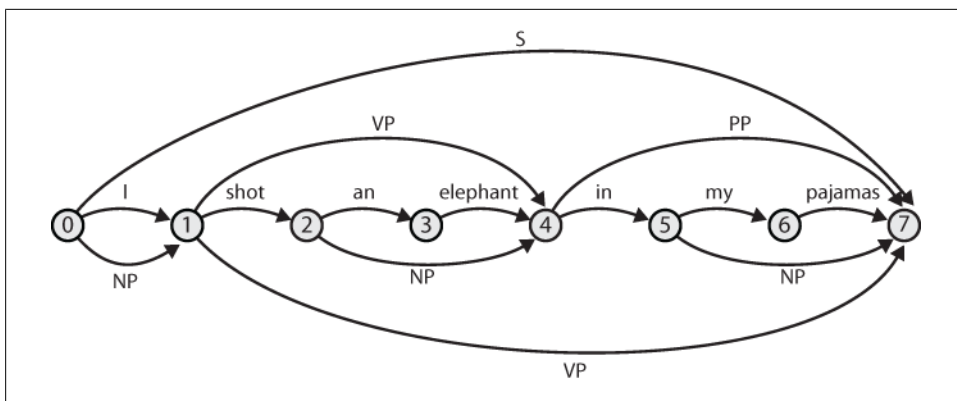 S
VP PP
I shot an elephant in my pajamas
0 1 2 3 4 5 6 7
NP NP NP
VP